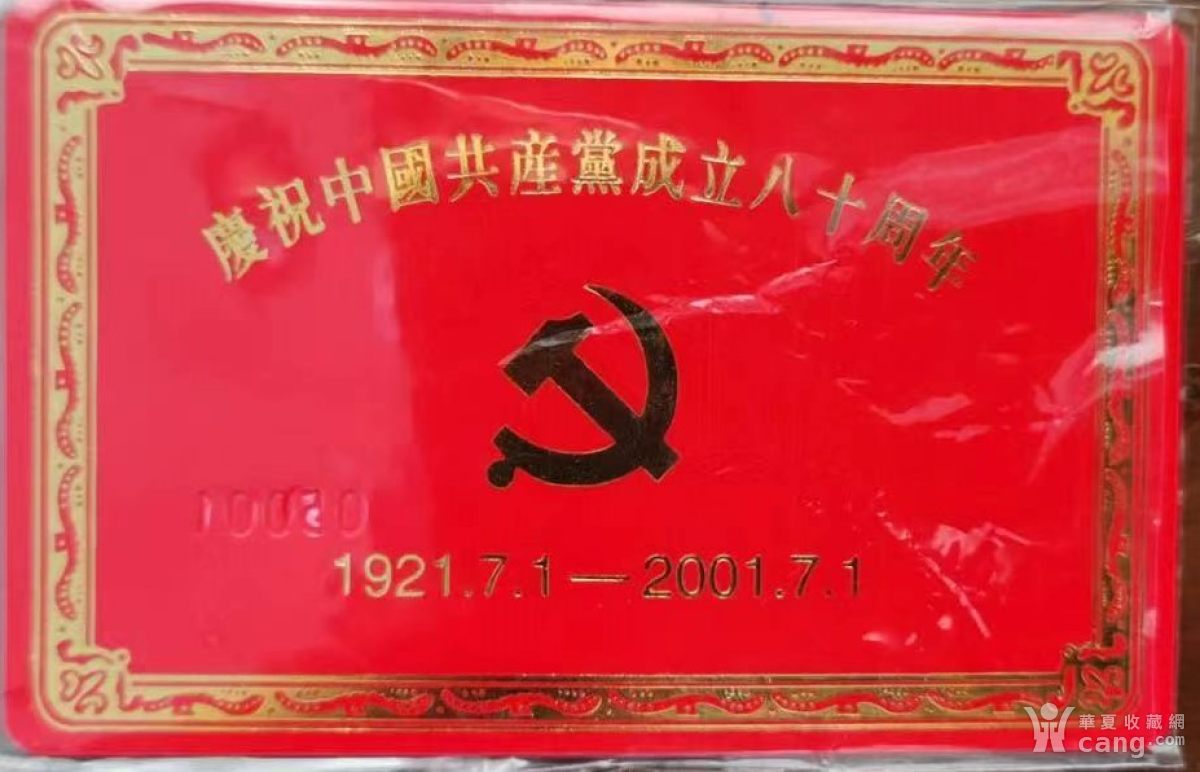 慶祝中國共産黨成立八十周年
1921.7.1—2001.7.1
華夏收藏網
cang.com